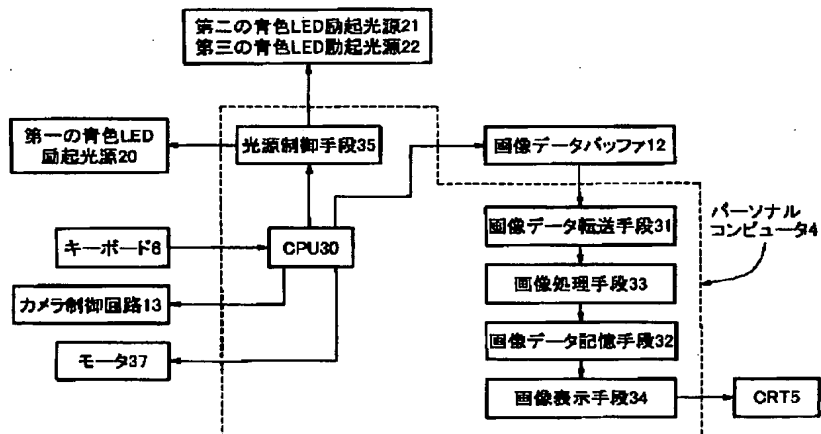 第二の青色LED励起光源21
第三の青色LED励起光源22
第一の青色LED
励起光源20
光源制御手段35
画像データバッファ12
パーソナル
コンピュータ4
画像データ転送手段31
キーボード6
CPU30
画像処理手段33
カメラ制御回路13
画像データ記憶手段32
モータ37
画像表示手段34
CRT5